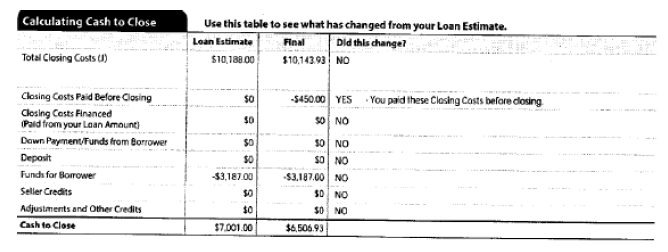 Calculating Cash to Close Use this table to see what has changed from your Loan Estimate.
Loan Estimate Final Did this change?
Total Closing Costs (J) $10,188.00 $10,143.93 NO
Closing Costs Paid Before Closing $0 -$450.00 YES - You paid these Closing Costs before closing.
Closing Costs Financed
(Paid from your Loan Amount) $0 $0 NO
Down Payment/Funds from Borrower $0 $0 NO
Deposit $0 $0 NO
Funds for Borrower -$3,187.00 -$3,187.00 NO
Seller Credits $0 $0 NO
Adjustments and Other Credits $0 $0 NO
Cash to Close $7,001.00 $6,506.93